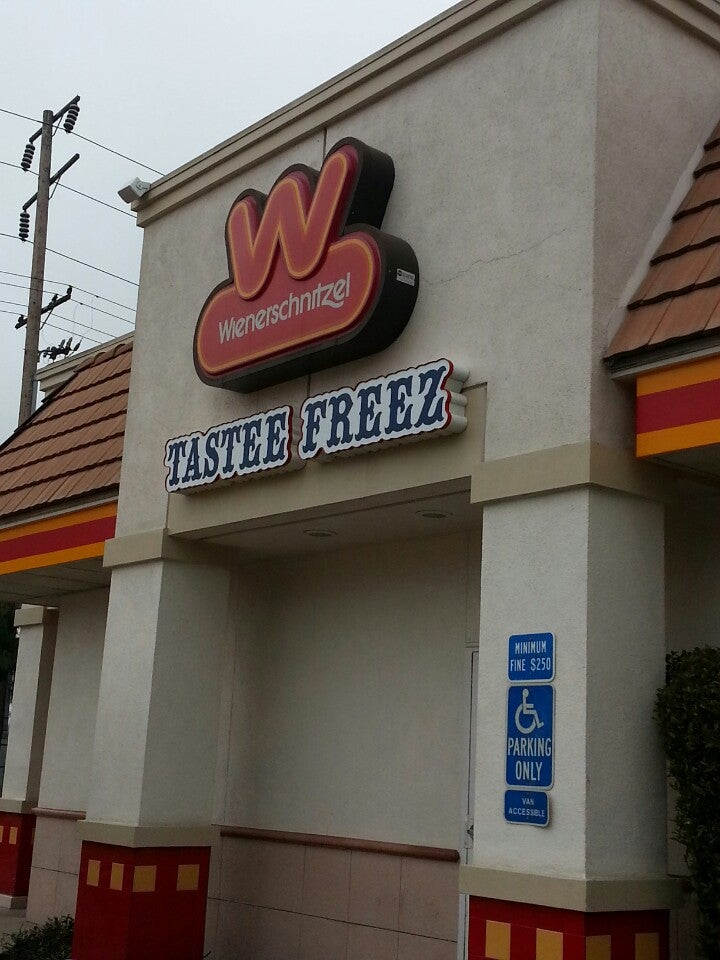 W
Wienerschnitzel
TASTEE FREEZ
MINIMUM
FINE $250
PARKING
ONLY
VAN
ACCESSIBLE